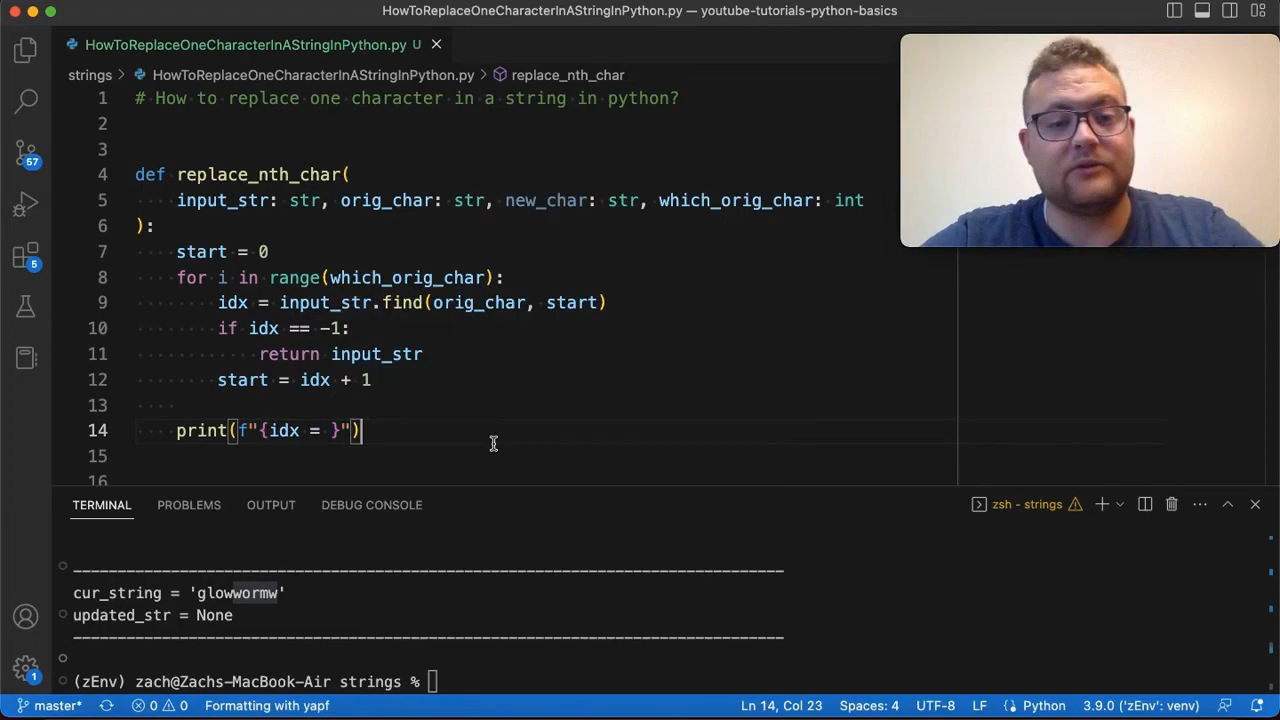 HowToReplaceOneCharacterInAStringInPython.py — youtube-tutorials-python-basics
HowToReplaceOneCharacterInAStringInPython.py U
strings > HowToReplaceOneCharacterInAStringInPython.py > replace_nth_char
1 # How to replace one character in a string in python?
2
3
4 def replace_nth_char(
5 input_str: str, orig_char: str, new_char: str, which_orig_char: int
6 ):
7 start = 0
8 for i in range(which_orig_char):
9 idx = input_str.find(orig_char, start)
10 if idx == -1:
11 return input_str
12 start = idx + 1
13
14 print(f"{idx = }")
15
16
57
5
TERMINAL PROBLEMS OUTPUT DEBUG CONSOLE zsh - strings
cur_string = 'glowwormw'
updated_str = None
(zEnv) zach@Zachs-MacBook-Air strings %
1
master* 0 0 Formatting with yapf Ln 14, Col 23 Spaces: 4 UTF-8 LF Python 3.9.0 ('zEnv': venv)